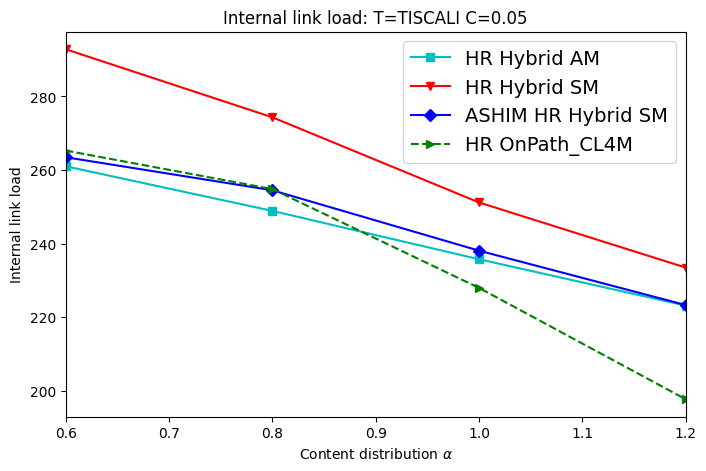 Internal link load: T=TISCALI C=0.05
HR Hybrid AM
HR Hybrid SM
ASHIM HR Hybrid SM
HR OnPath_CL4M
Internal link load
280
260
240
220
200
0.6
0.7
0.8
0.9
1.0
1.1
1.2
Content distribution α